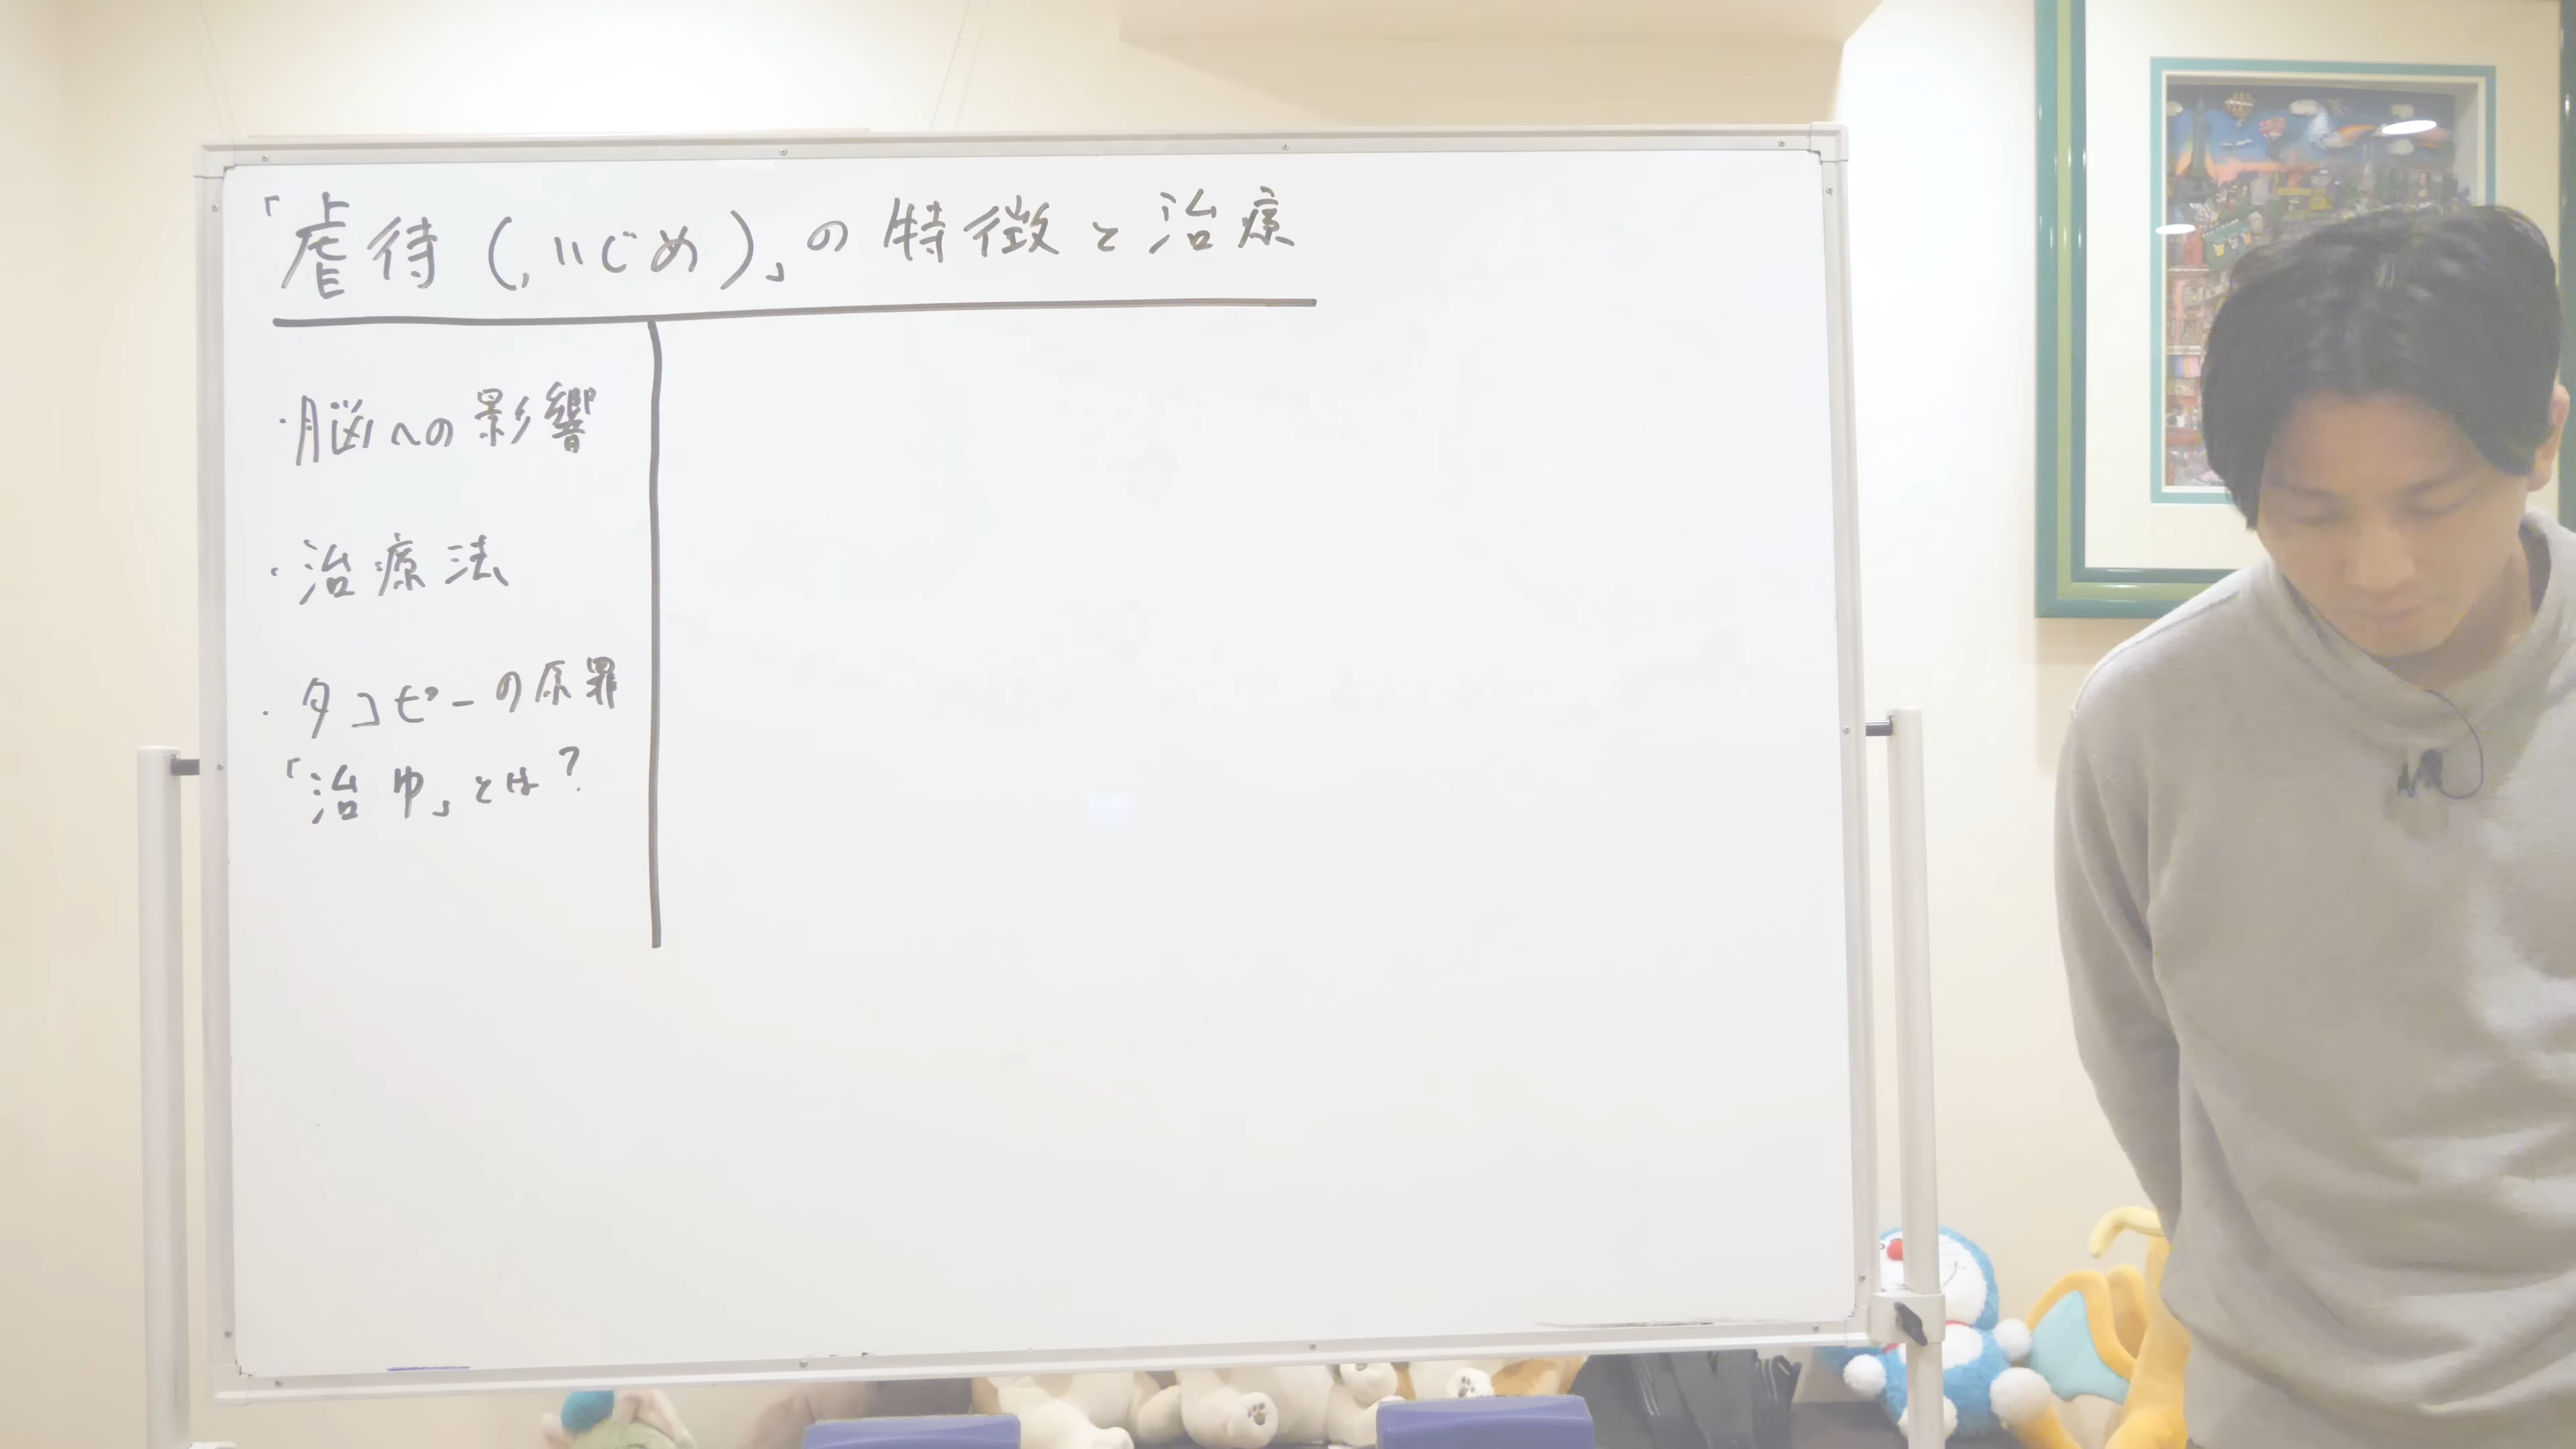 「虐待(,いじめ)」の特徴と治療
・脳への影響
・治療法
・タコピーの原罪
「治ゆ」とは?